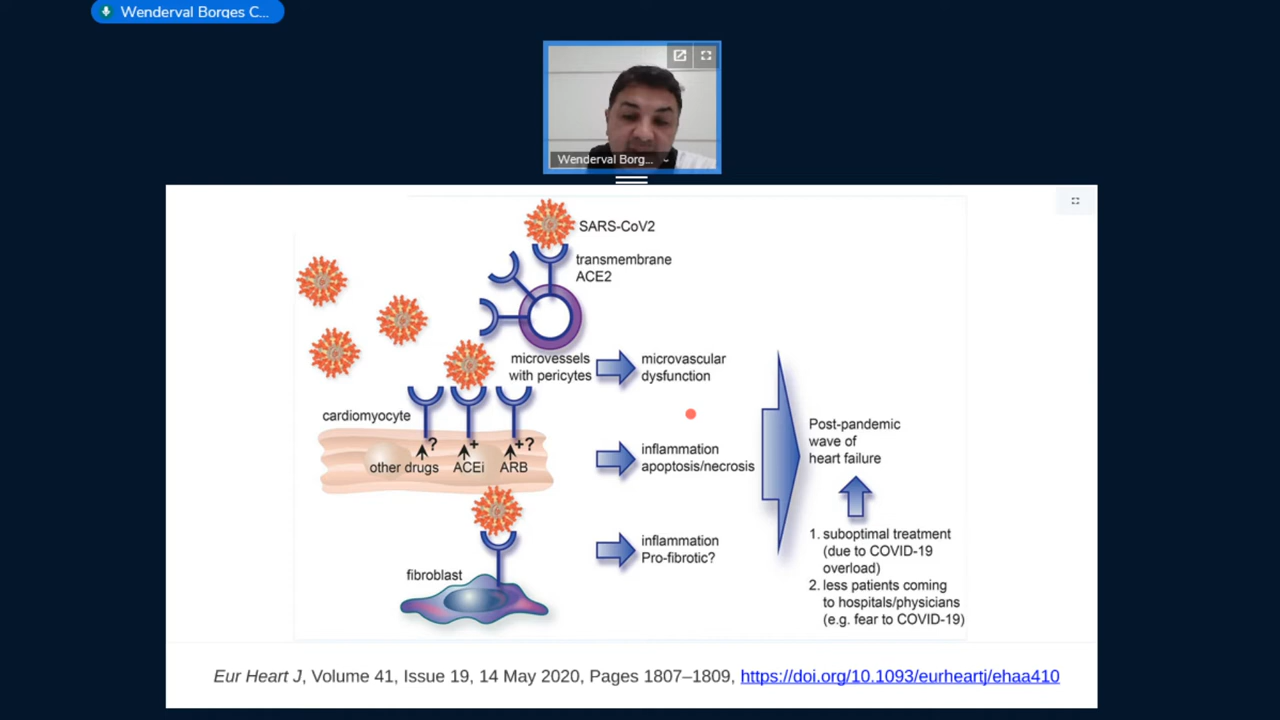 Wenderval Borges C...
Wenderval Borg...
SARS-CoV2
transmembrane
ACE2
microvessels
with pericytes
microvascular
dysfunction
cardiomyocyte
? + +?
other drugs ACEi ARB
inflammation
apoptosis/necrosis
Post-pandemic
wave of
heart failure
fibroblast
inflammation
Pro-fibrotic?
1. suboptimal treatment
(due to COVID-19
overload)
2. less patients coming
to hospitals/physicians
(e.g. fear to COVID-19)
Eur Heart J, Volume 41, Issue 19, 14 May 2020, Pages 1807–1809, https://doi.org/10.1093/eurheartj/ehaa410